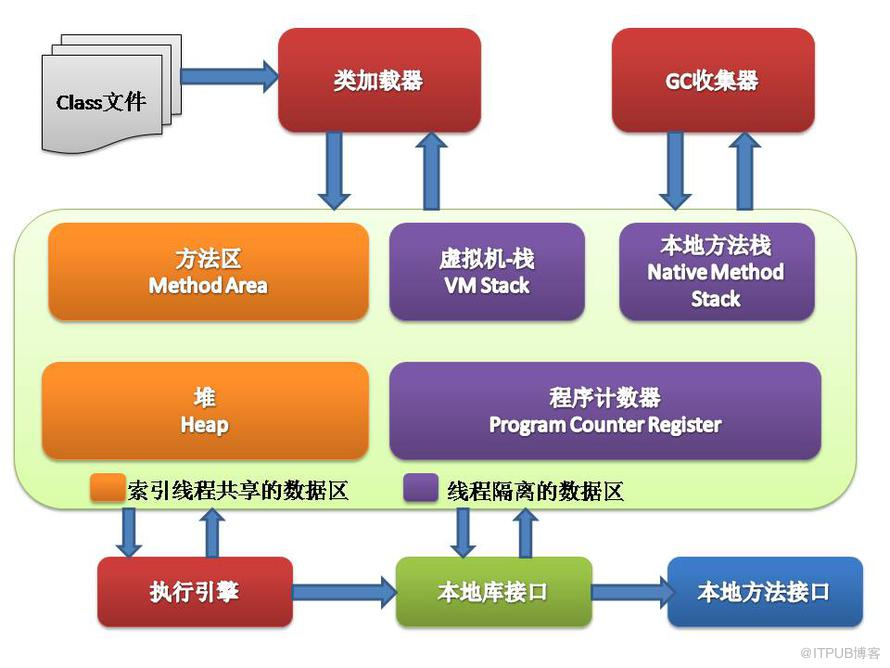 Class文件
类加载器
GC收集器
方法区
Method Area
虚拟机-栈
VM Stack
本地方法栈
Native Method
Stack
堆
Heap
程序计数器
Program Counter Register
索引线程共享的数据区
线程隔离的数据区
执行引擎
本地库接口
本地方法接口
@ITPUB博客